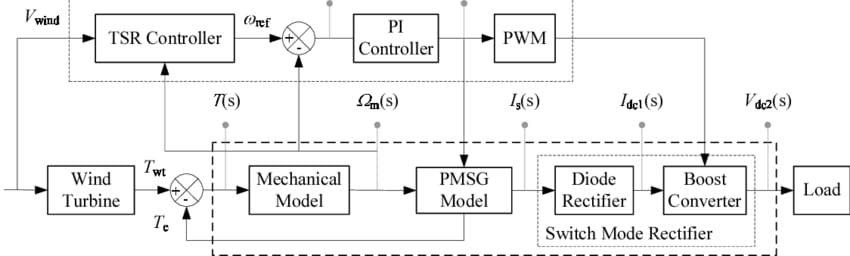 V_wind
TSR Controller
ω_ref
+
-
PI
Controller
PWM
T(s)
Ω_m(s)
I_s(s)
I_dc1(s)
V_dc2(s)
Wind
Turbine
T_wt
+
-
T_e
Mechanical
Model
PMSG
Model
Diode
Rectifier
Boost
Converter
Load
Switch Mode Rectifier